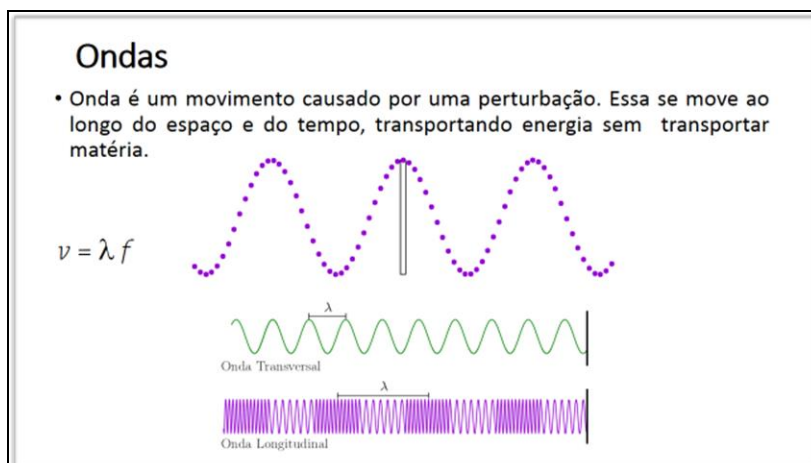 Ondas
• Onda é um movimento causado por uma perturbação. Essa se move ao
longo do espaço e do tempo, transportando energia sem transportar
matéria.
v = λ f
λ
Onda Transversal
λ
Onda Longitudinal